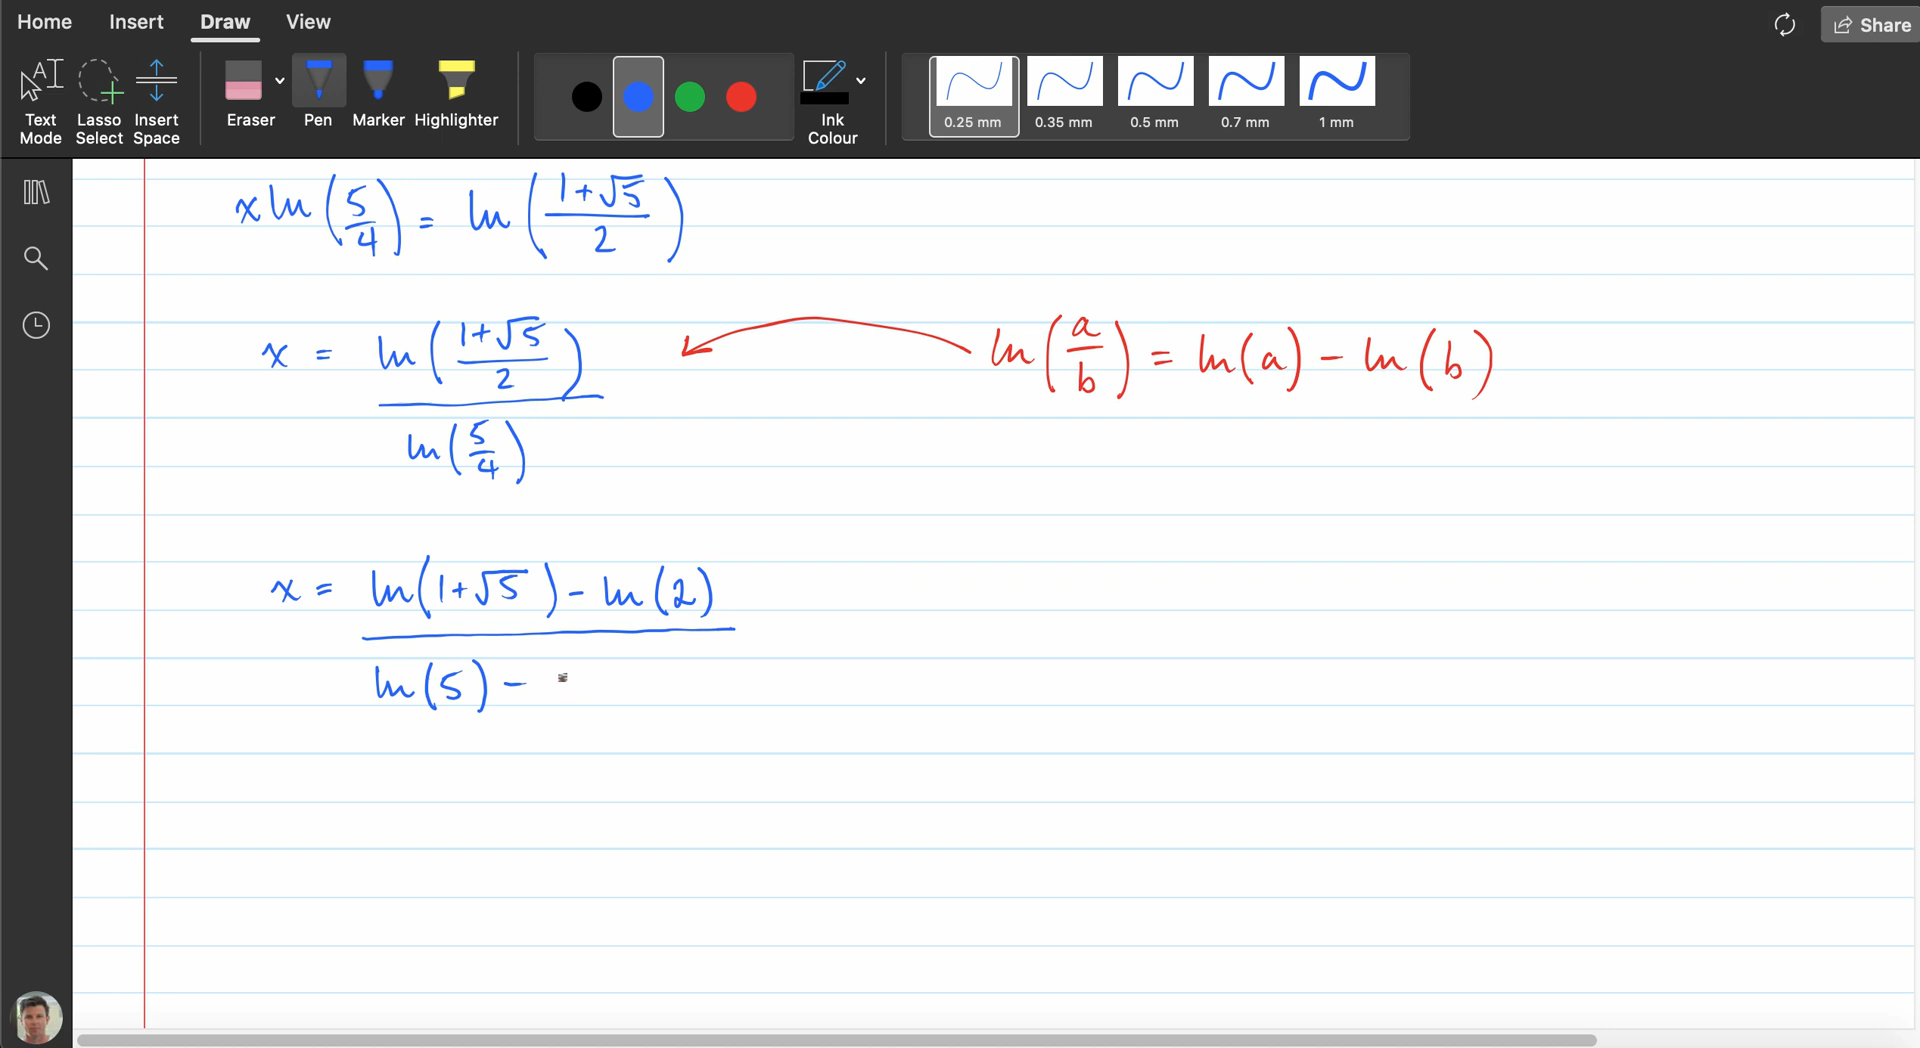 Home Insert Draw View Share
Text Mode Lasso Select Insert Space Eraser Pen Marker Highlighter Ink Colour 0.25 mm 0.35 mm 0.5 mm 0.7 mm 1 mm
x ln(5/4) = ln((1+√5)/2)
x = ln((1+√5)/2) / ln(5/4) ln(a/b) = ln(a) − ln(b)
x = ln(1+√5) − ln(2)
ln(5) −